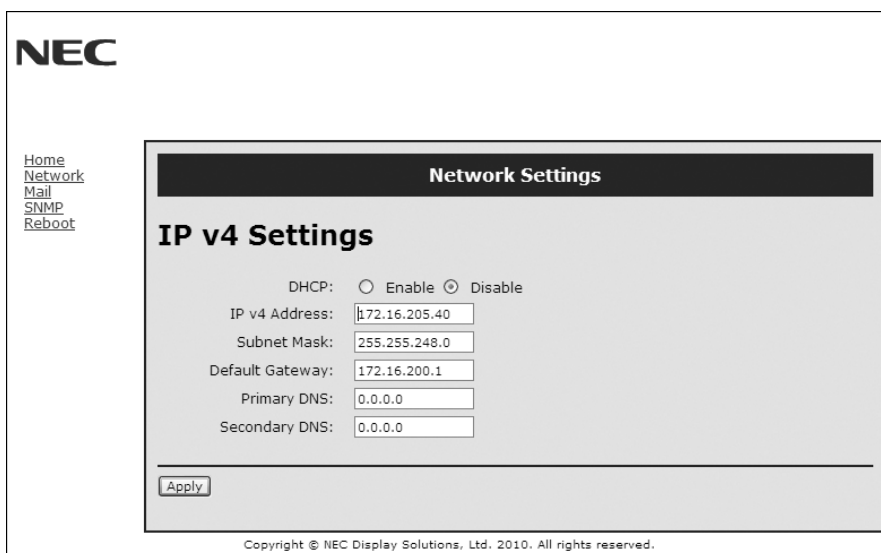 NEC
Home
Network
Mail
SNMP
Reboot
Network Settings
IP v4 Settings
DHCP: Enable Disable
IP v4 Address: 172.16.205.40
Subnet Mask: 255.255.248.0
Default Gateway: 172.16.200.1
Primary DNS: 0.0.0.0
Secondary DNS: 0.0.0.0
Apply
Copyright © NEC Display Solutions, Ltd. 2010. All rights reserved.